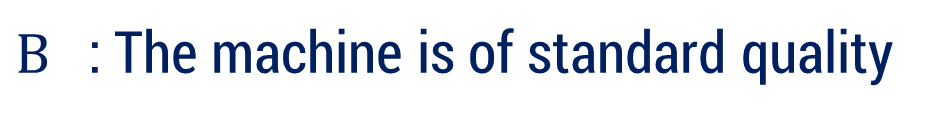 B : The machine is of standard quality